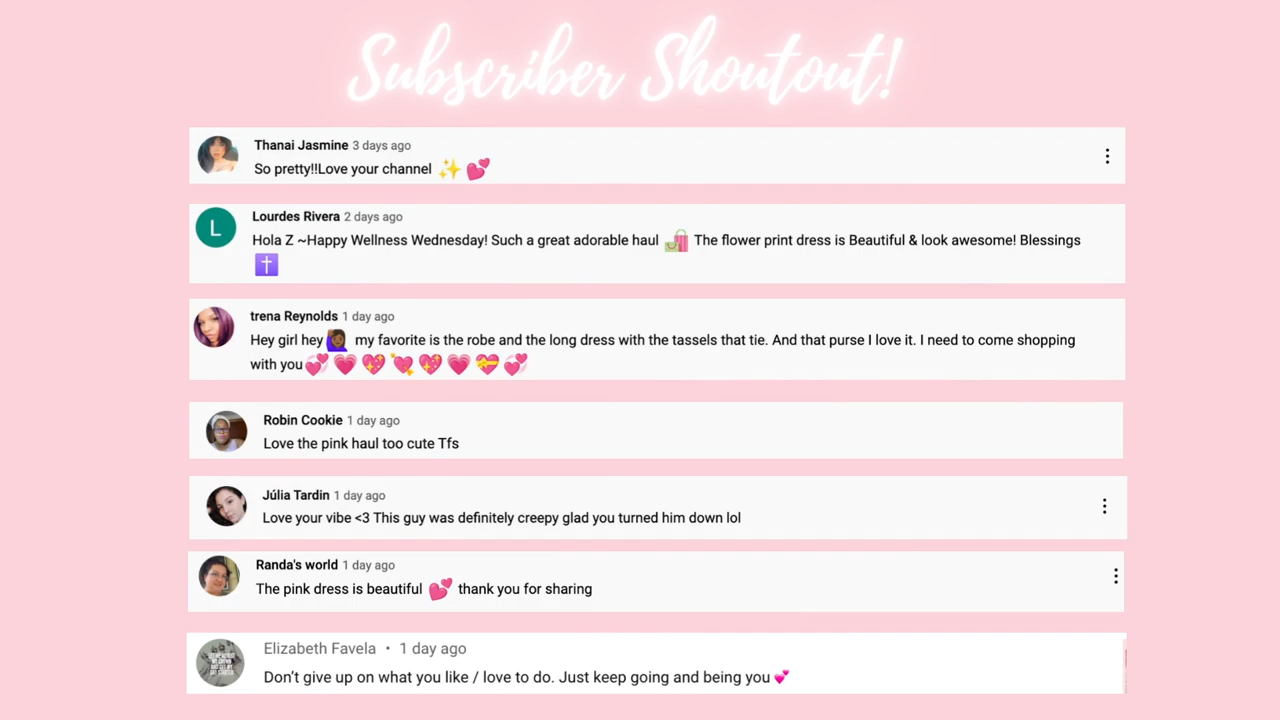 Subscriber Shoutout!
Thanai Jasmine 3 days ago
So pretty!!Love your channel ✨ 💕
L
Lourdes Rivera 2 days ago
Hola Z ~Happy Wellness Wednesday! Such a great adorable haul 🛍️ The flower print dress is Beautiful & look awesome! Blessings
✝️
trena Reynolds 1 day ago
Hey girl hey🙋🏾‍♀️ my favorite is the robe and the long dress with the tassels that tie. And that purse I love it. I need to come shopping
with you💞💗💖💘💖💗💝💞
Robin Cookie 1 day ago
Love the pink haul too cute Tfs
Júlia Tardin 1 day ago
Love your vibe <3 This guy was definitely creepy glad you turned him down lol
Randa's world 1 day ago
The pink dress is beautiful 💕 thank you for sharing
Elizabeth Favela • 1 day ago
Don’t give up on what you like / love to do. Just keep going and being you 💕